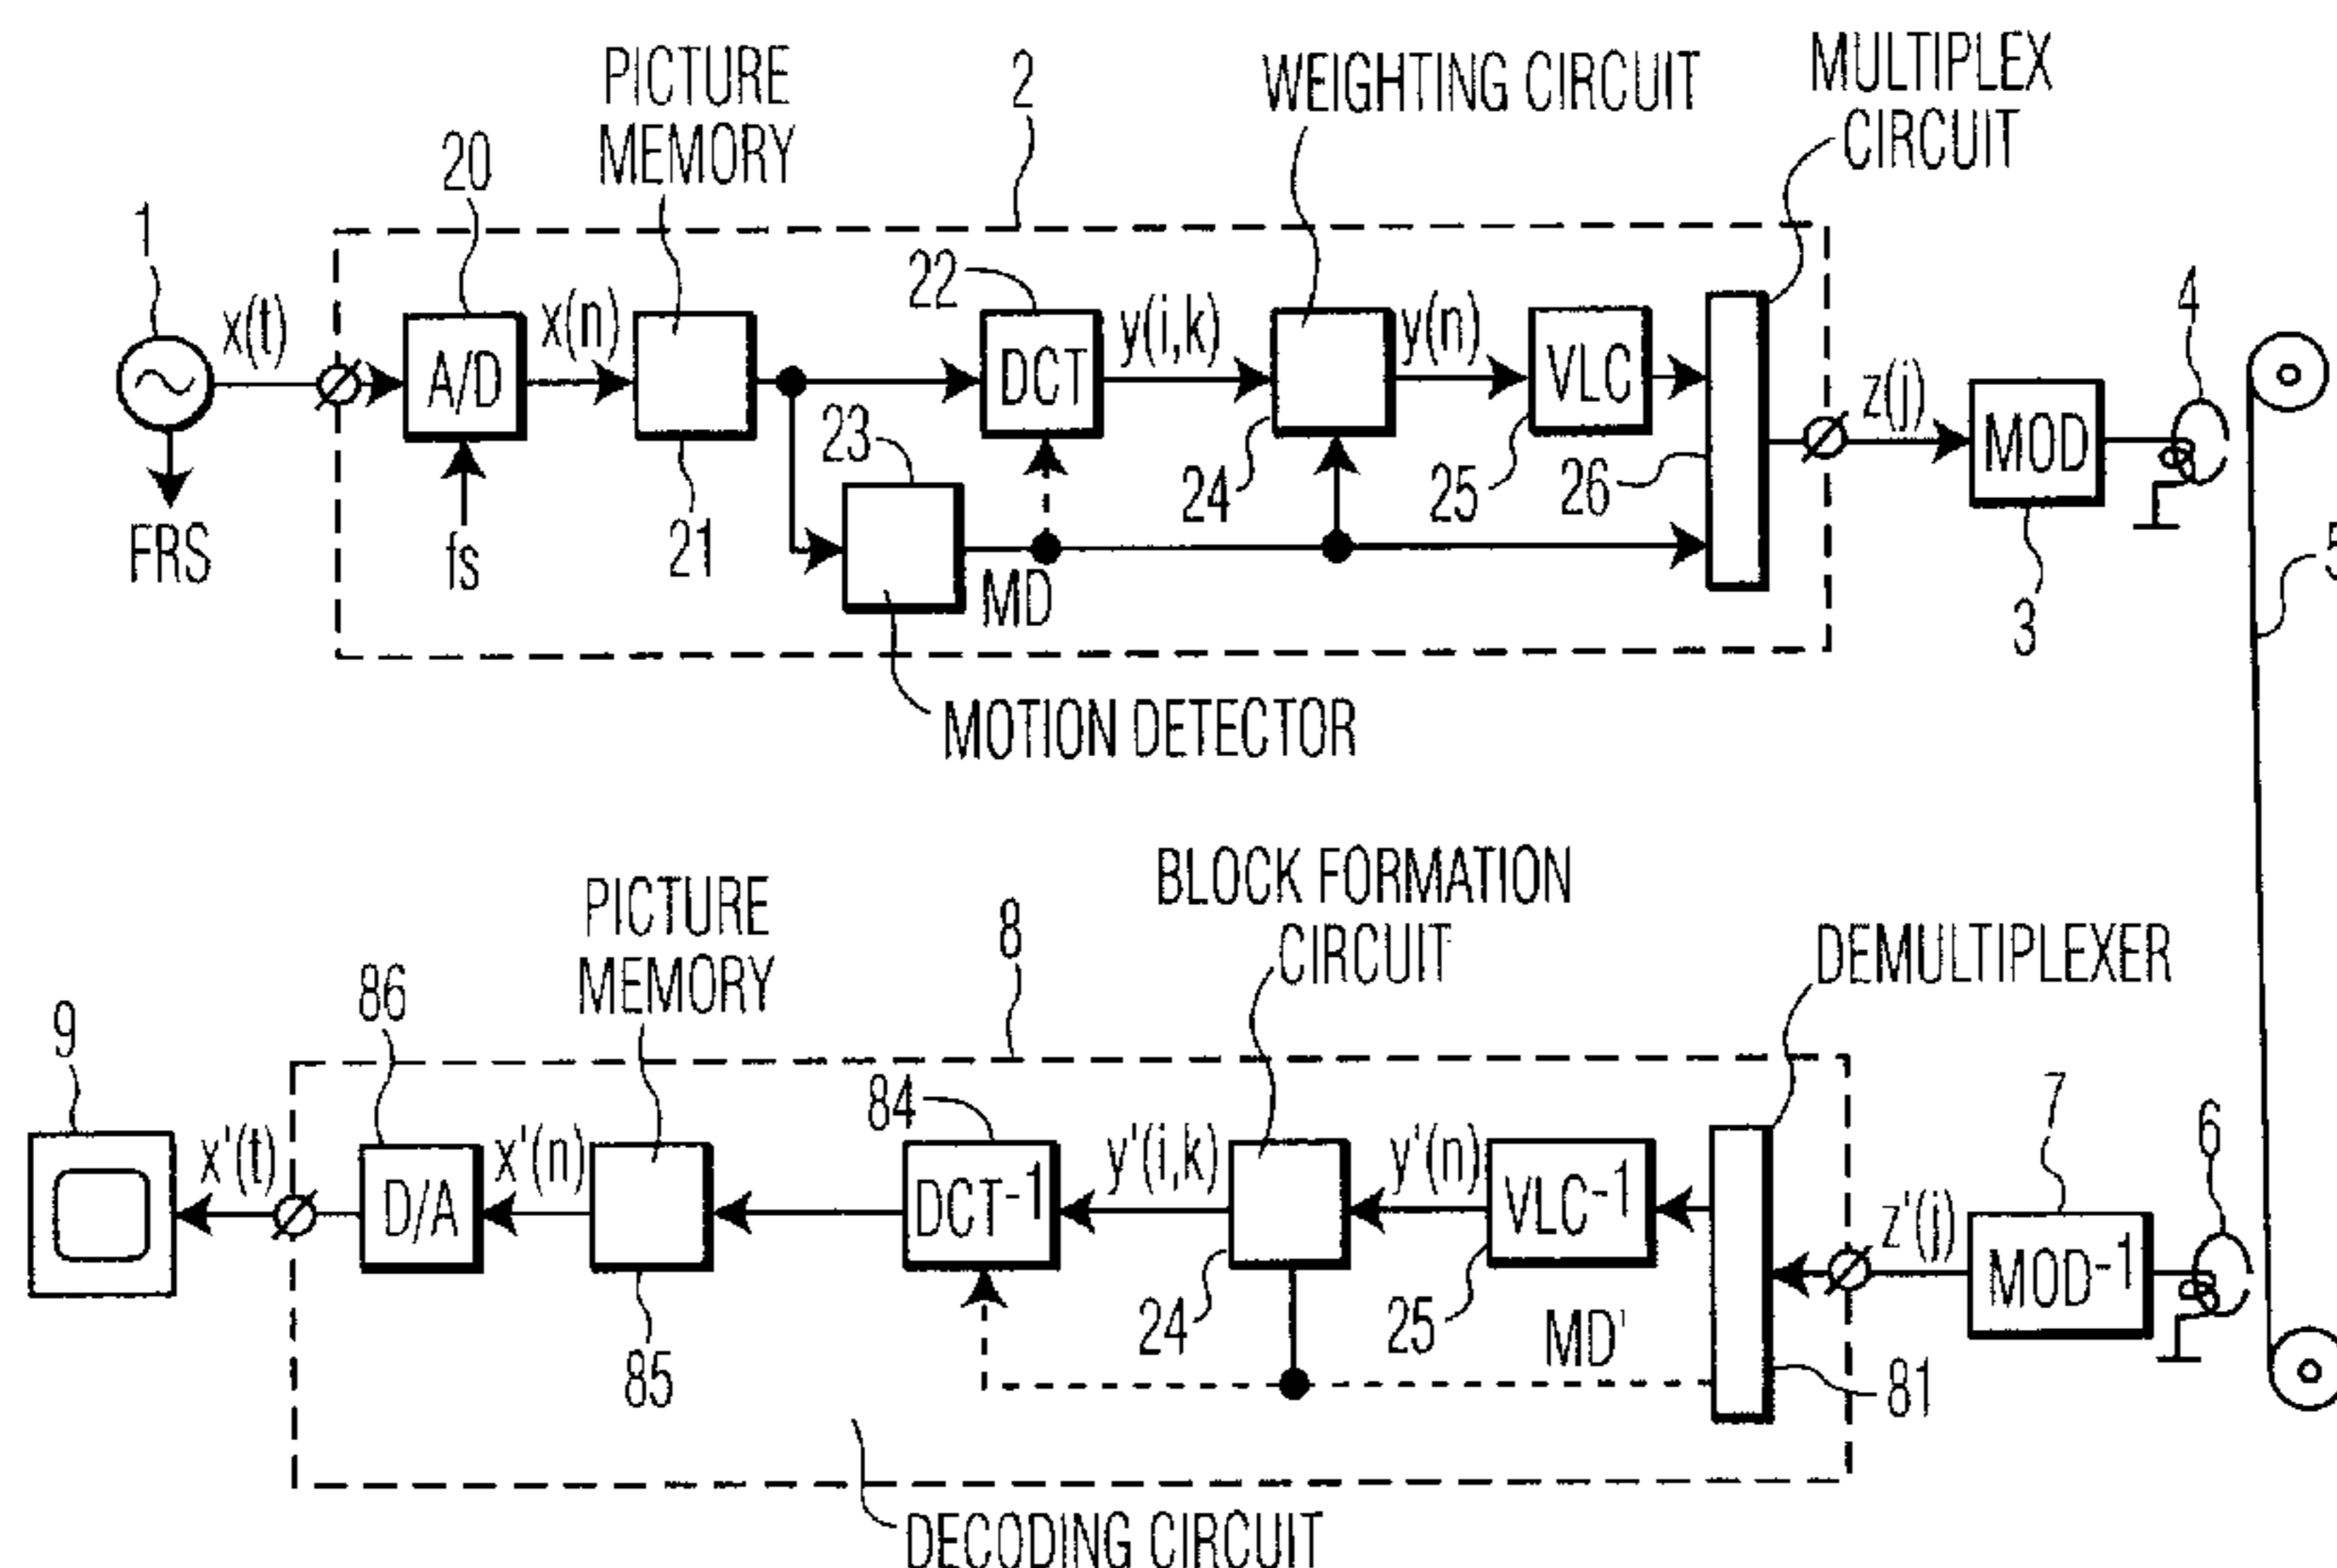 PICTURE
MEMORY
2
WEIGHTING CIRCUIT
MULTIPLEX
CIRCUIT
20
1
x(t)
x(n)
22
y(i,k)
y(n)
4
A/D
DCT
VLC
z(j)
MOD
23
24
25
26
FRS
fs
21
MD
3
5
MOTION DETECTOR
BLOCK FORMATION
CIRCUIT
PICTURE
MEMORY
8
DEMULTIPLEXER
86
9
84
7
6
x'(t)
x'(n)
y'(i,k)
y'(n)
z'(j)
D/A
DCT-1
VLC-1
MOD-1
24
25
MD'
85
81
DECODING CIRCUIT